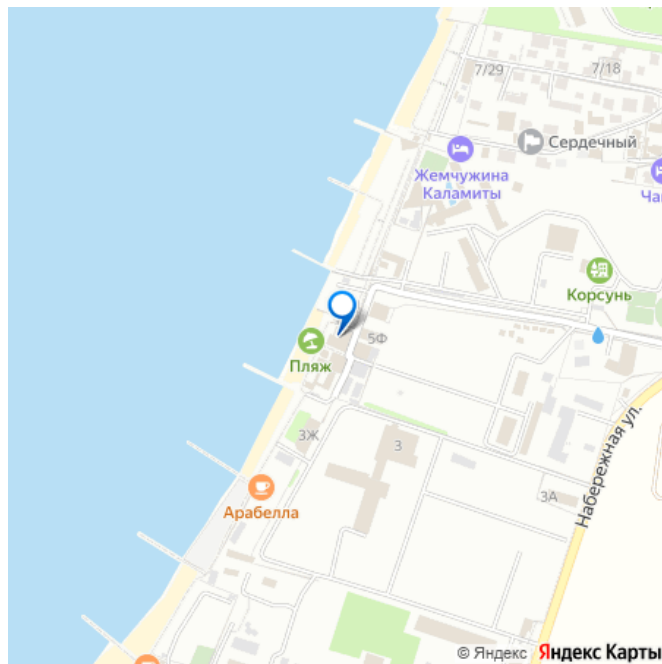 7/29
7/18
Сердечный
Жемчужина
Каламиты
Корсунь
5Ф
Пляж
3Ж
3
Набережная ул.
3А
Арабелла
© Яндекс Яндекс Карты